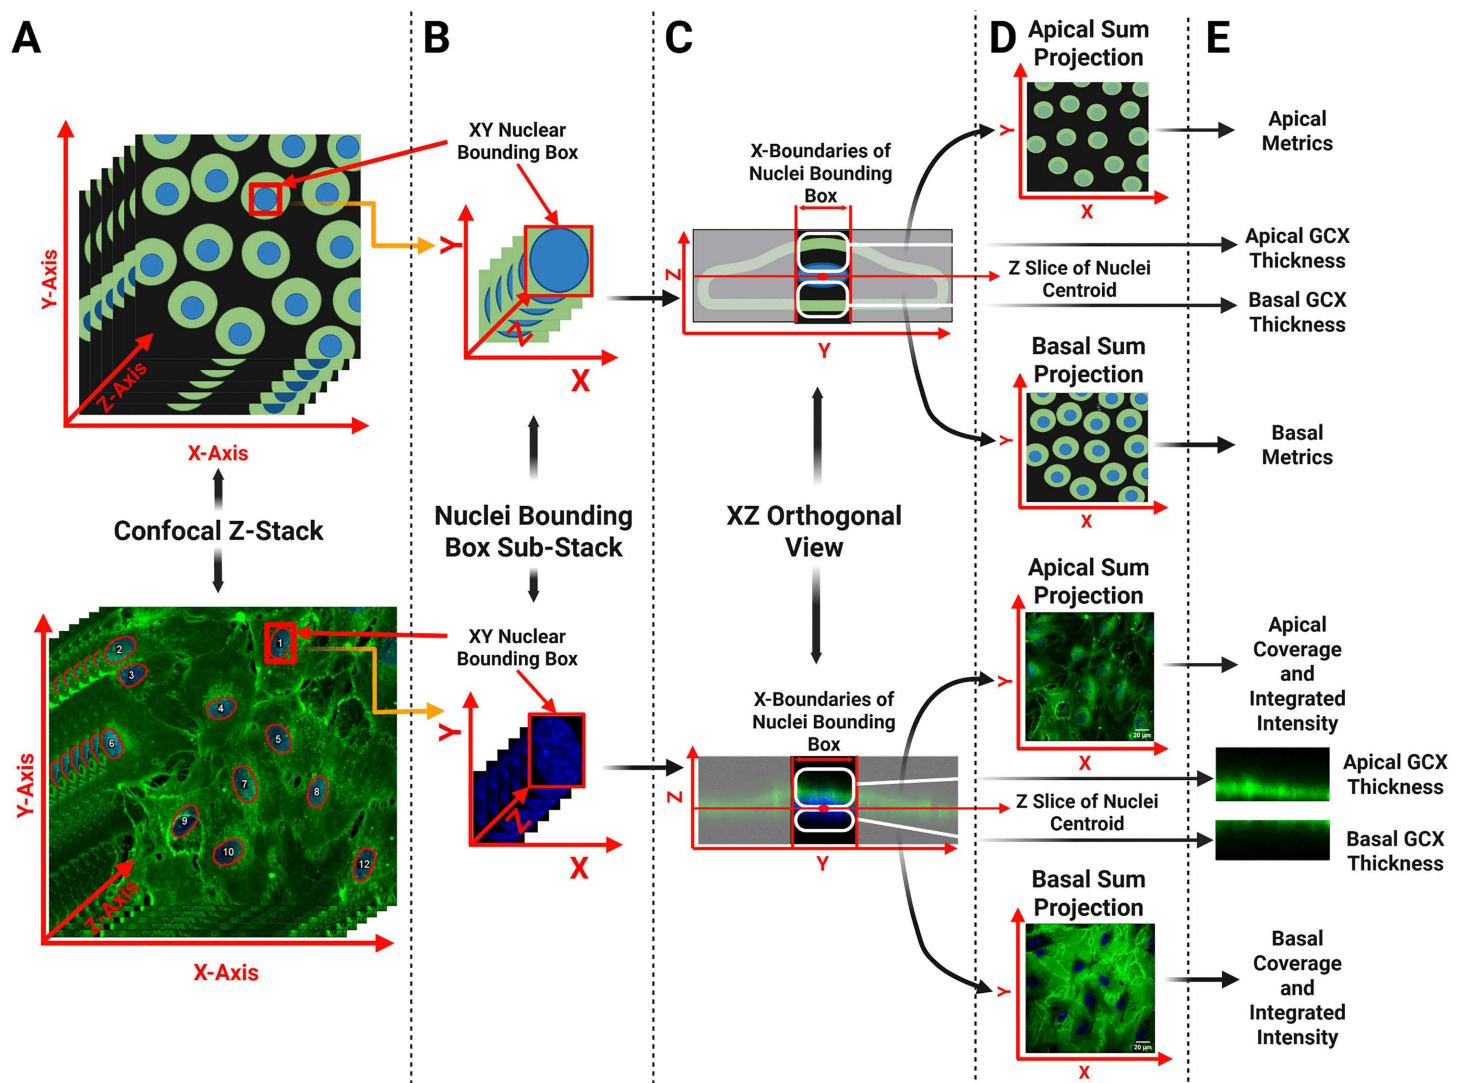 A
B
C
D
E
Y-Axis
Z-Axis
X-Axis
Confocal Z-Stack
2
3
1
4
6
5
7
8
9
10
12
Y-Axis
Z-Axis
X-Axis
XY Nuclear
Bounding Box
Y
Z
X
Nuclei Bounding
Box Sub-Stack
XY Nuclear
Bounding Box
Y
Z
X
X-Boundaries of
Nuclei Bounding
Box
Z
Z Slice of Nuclei
Centroid
Y
XZ Orthogonal
View
X-Boundaries of
Nuclei Bounding
Box
Z
Z Slice of Nuclei
Centroid
Y
Apical Sum
Projection
Y
X
Basal Sum
Projection
Y
X
Apical Sum
Projection
Y
20 µm
X
Basal Sum
Projection
Y
20 µm
X
Apical
Metrics
Apical GCX
Thickness
Basal GCX
Thickness
Basal
Metrics
Apical
Coverage
and
Integrated
Intensity
Apical GCX
Thickness
Basal GCX
Thickness
Basal
Coverage
and
Integrated
Intensity